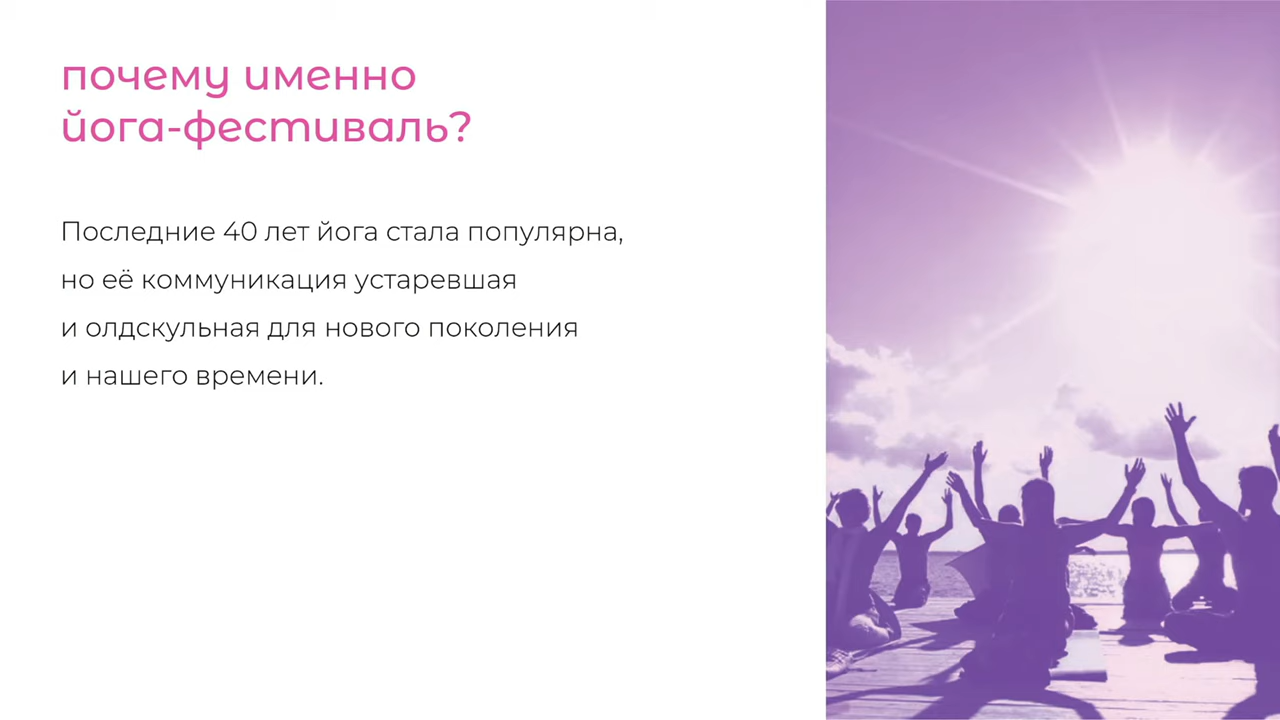 почему именно
йога-фестиваль?
Последние 40 лет йога стала популярна,
но её коммуникация устаревшая
и олдскульная для нового поколения
и нашего времени.